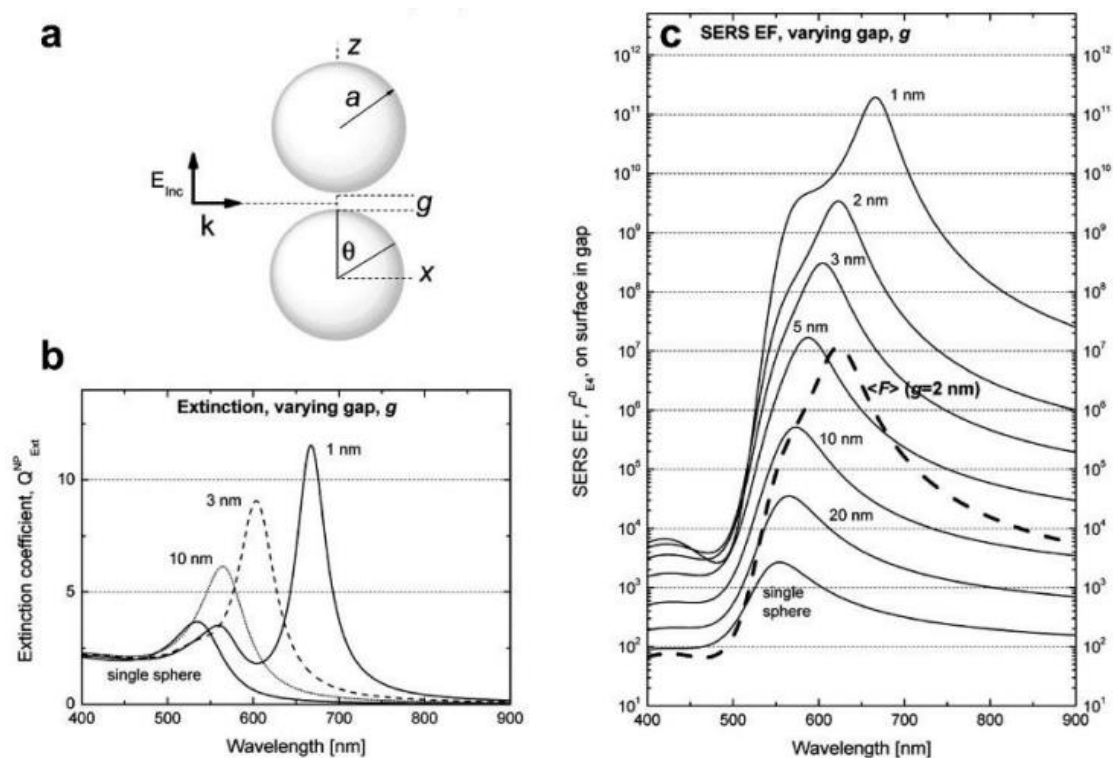 a
z
a
E_Inc
k
g
θ
x
b
Extinction, varying gap, g
Extinction coefficient, Q^NP_Ext
10
5
0
1 nm
3 nm
10 nm
single sphere
400 500 600 700 800 900
Wavelength [nm]
c
SERS EF, varying gap, g
SERS EF, F^0_E4, on surface in gap
10^12 10^12
10^11 10^11
10^10 10^10
10^9 10^9
10^8 10^8
10^7 10^7
10^6 10^6
10^5 10^5
10^4 10^4
10^3 10^3
10^2 10^2
10^1 10^1
1 nm
2 nm
3 nm
5 nm
<F> (g=2 nm)
10 nm
20 nm
single
sphere
400 500 600 700 800 900
Wavelength [nm]